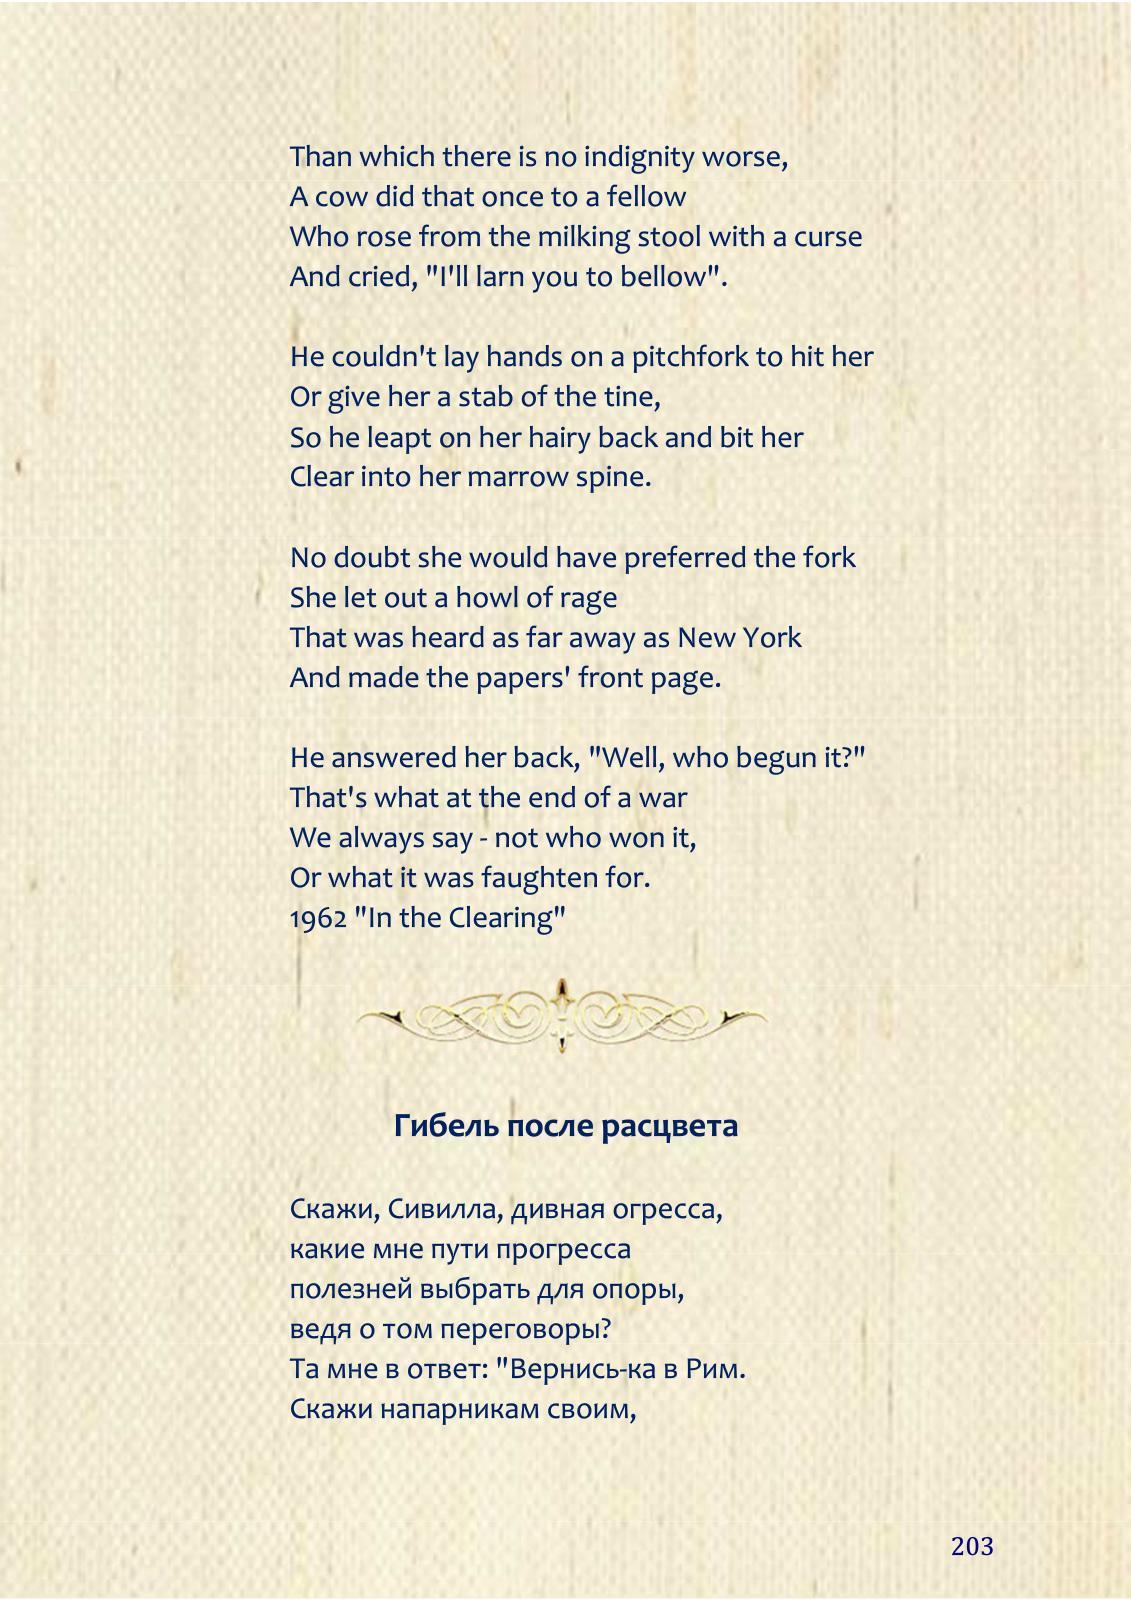 Than which there is no indignity worse,
A cow did that once to a fellow
Who rose from the milking stool with a curse
And cried, "I'll larn you to bellow".
He couldn't lay hands on a pitchfork to hit her
Or give her a stab of the tine,
So he leapt on her hairy back and bit her
Clear into her marrow spine.
No doubt she would have preferred the fork
She let out a howl of rage
That was heard as far away as New York
And made the papers' front page.
He answered her back, "Well, who begun it?"
That's what at the end of a war
We always say - not who won it,
Or what it was faughten for.
1962 "In the Clearing"
Гибель после расцвета
Скажи, Сивилла, дивная огресса,
какие мне пути прогресса
полезней выбрать для опоры,
ведя о том переговоры?
Та мне в ответ: "Вернись-ка в Рим.
Скажи напарникам своим,
203